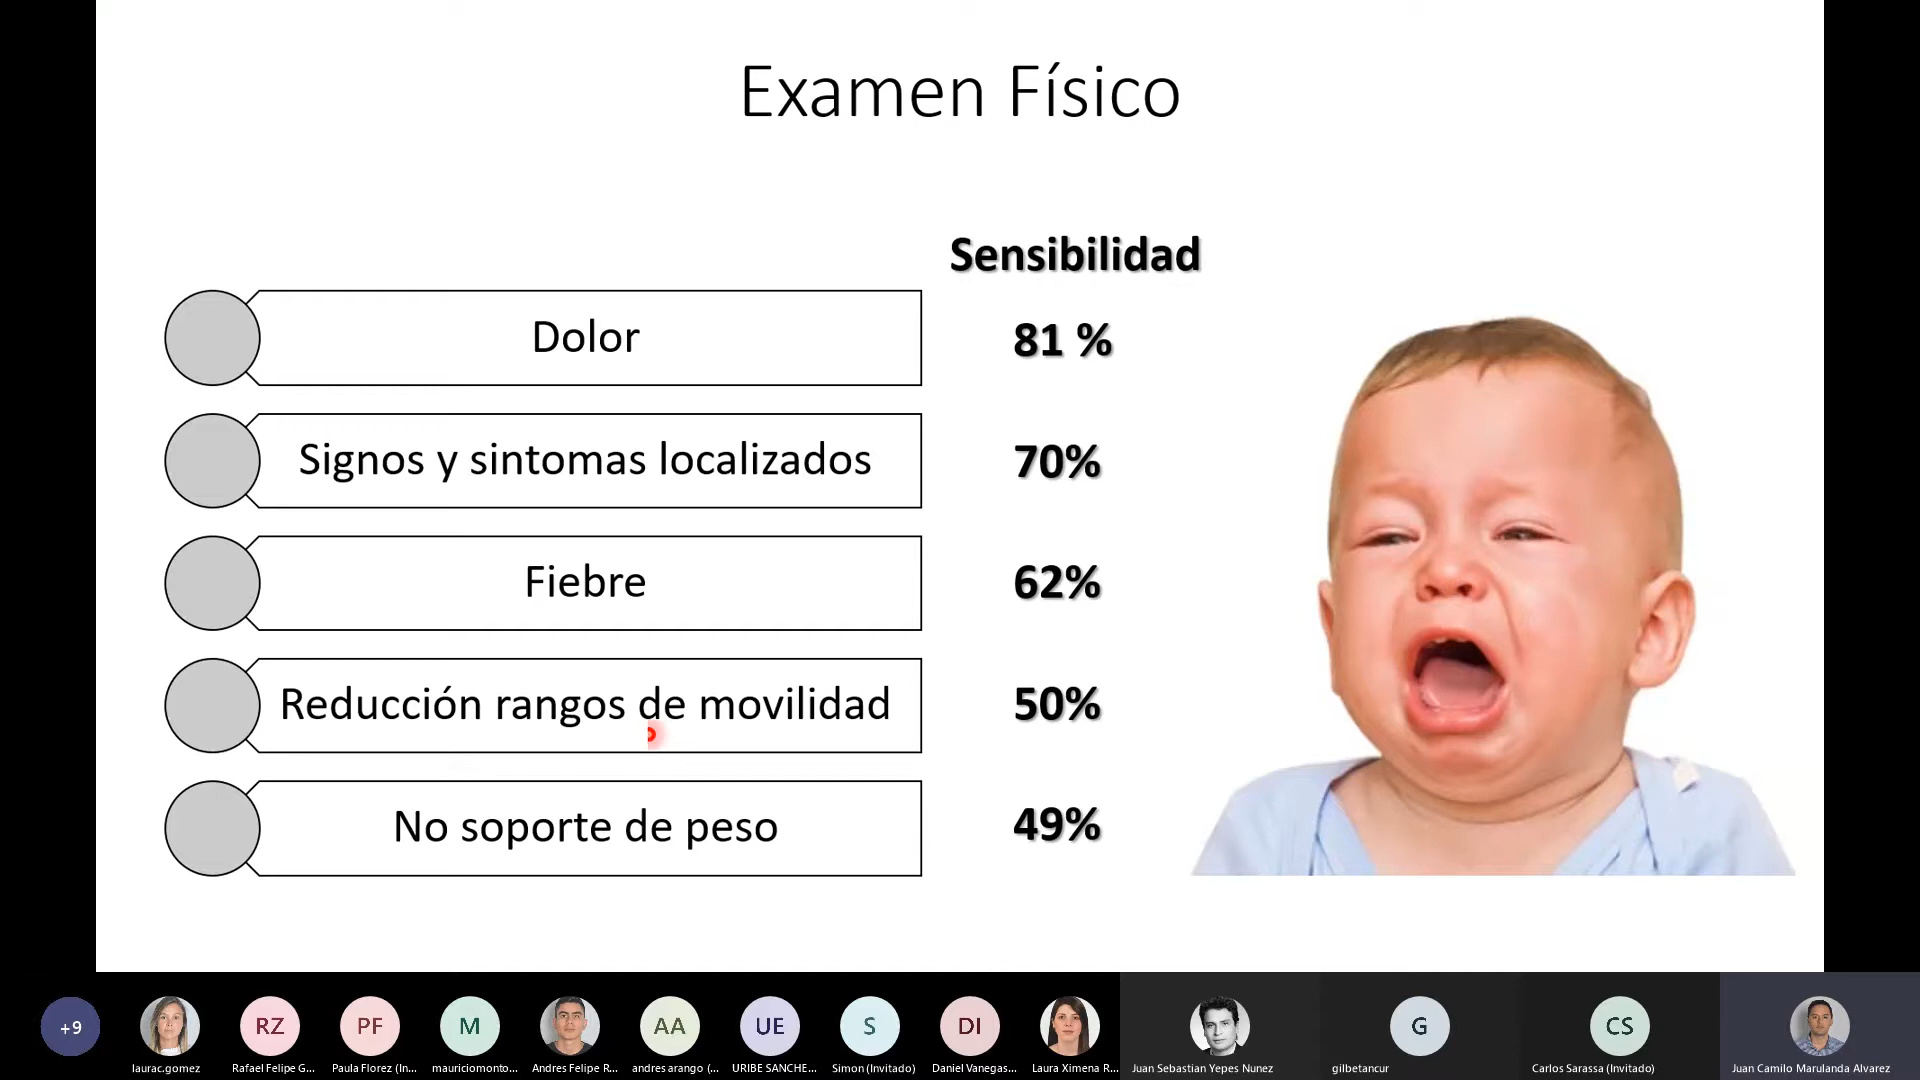 Examen Físico
Sensibilidad
Dolor
81 %
Signos y sintomas localizados
70%
Fiebre
62%
Reducción rangos de movilidad
50%
No soporte de peso
49%
+9
RZ
PF
M
AA
UE
S
DI
G
CS
laurac.gomez
Rafael Felipe G...
Paula Florez (In...
mauriciomonto...
Andres Felipe R...
andres arango (...
URIBE SANCHE...
Simon (Invitado)
Daniel Vanegas...
Laura Ximena R...
Juan Sebastian Yepes Nunez
gilbetancur
Carlos Sarassa (Invitado)
Juan Camilo Marulanda Alvarez